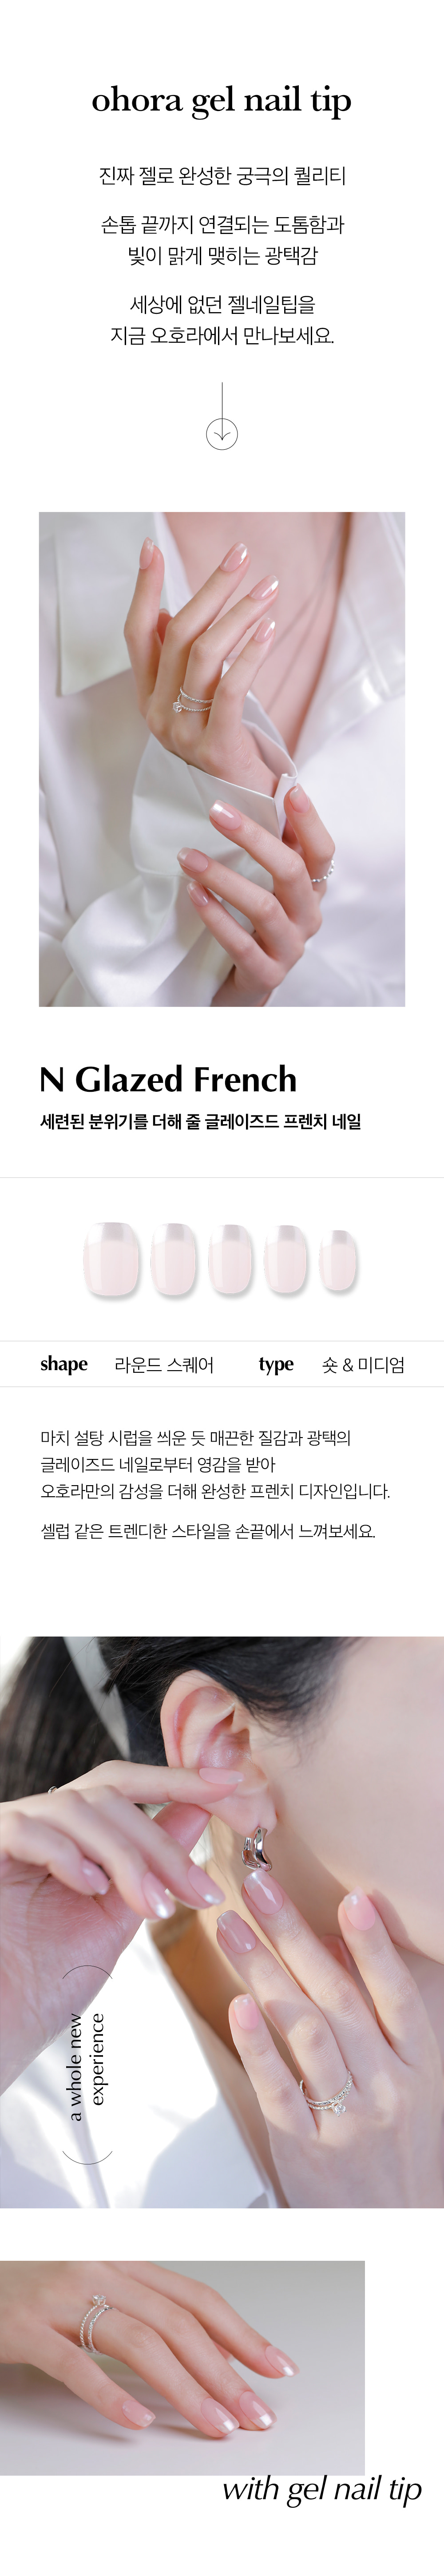 ohora gel nail tip
진짜 젤로 완성한 궁극의 퀄리티
손톱 끝까지 연결되는 도톰함과
빛이 맑게 맺히는 광택감
세상에 없던 젤네일팁을
지금 오호라에서 만나보세요.
N Glazed French
세련된 분위기를 더해 줄 글레이즈드 프렌치 네일
shape 라운드 스퀘어 type 숏 & 미디엄
마치 설탕 시럽을 씌운 듯 매끈한 질감과 광택의
글레이즈드 네일로부터 영감을 받아
오호라만의 감성을 더해 완성한 프렌치 디자인입니다.
셀럽 같은 트렌디한 스타일을 손끝에서 느껴보세요.
a whole new
experience
with gel nail tip